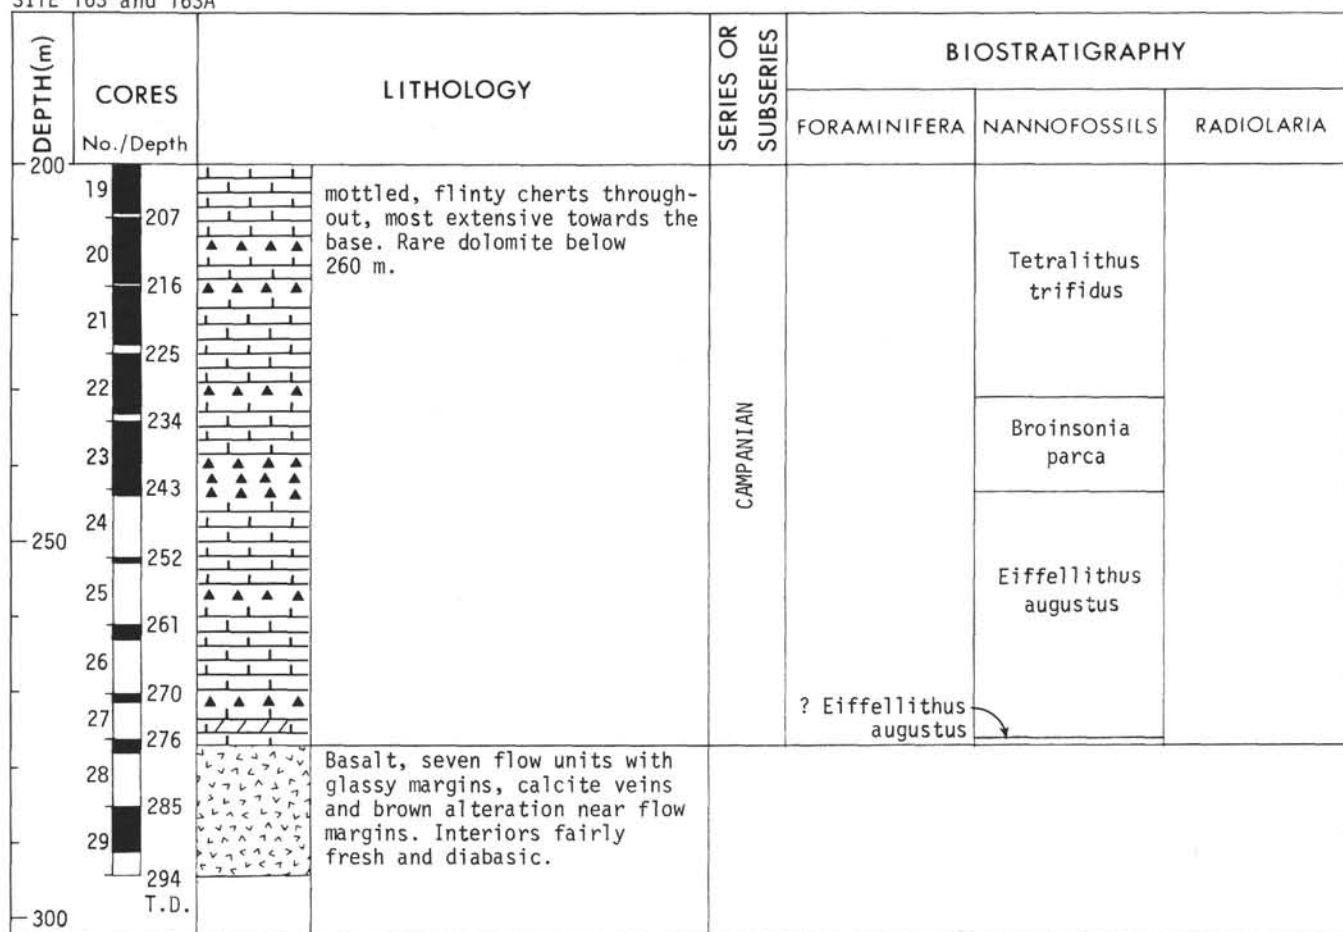 SITE 163 and 163A
DEPTH(m)
CORES
No./Depth
LITHOLOGY
SERIES OR
SUBSERIES
BIOSTRATIGRAPHY
FORAMINIFERA
NANNOFOSSILS
RADIOLARIA
200
19
207
20
216
21
225
22
234
23
243
24
250
252
25
261
26
270
27
276
28
285
29
294
T.D.
300
mottled, flinty cherts through-
out, most extensive towards the
base. Rare dolomite below
260 m.
Basalt, seven flow units with
glassy margins, calcite veins
and brown alteration near flow
margins. Interiors fairly
fresh and diabasic.
CAMPANIAN
Tetralithus
trifidus
Broinsonia
parca
Eiffellithus
augustus
? Eiffellithus
augustus